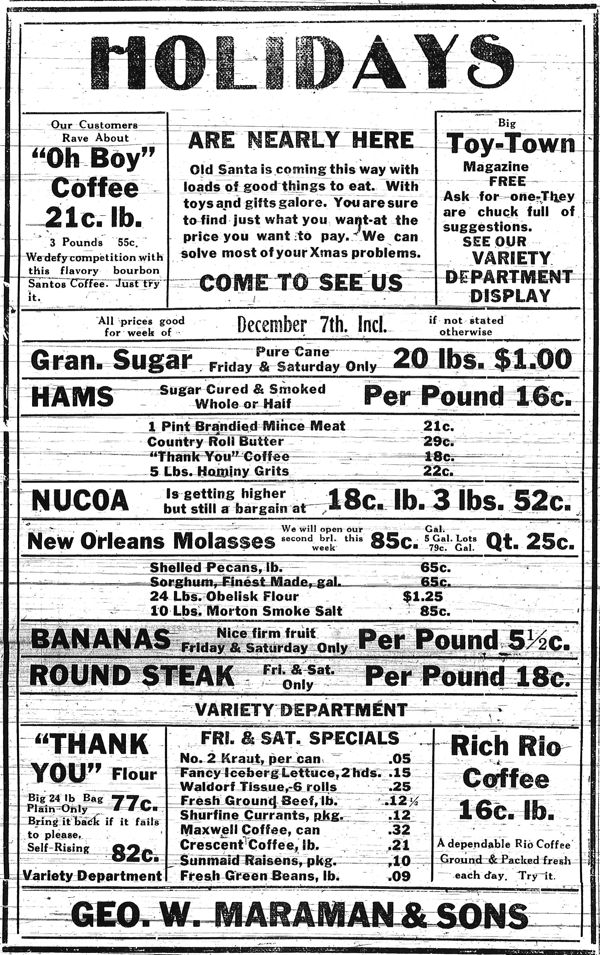 HOLIDAYS
Our Customers
Rave About
"Oh Boy"
Coffee
21c. lb.
3 Pounds 55c.
We defy competition with
this flavory bourbon
Santos Coffee. Just try
it.
ARE NEARLY HERE
Old Santa is coming this way with
loads of good things to eat. With
toys and gifts galore. You are sure
to find just what you want-at the
price you want to pay. We can
solve most of your Xmas problems.
COME TO SEE US
Big
Toy-Town
Magazine
FREE
Ask for one-They
are chuck full of
suggestions.
SEE OUR
VARIETY
DEPARTMENT
DISPLAY
All prices good
for week of
December 7th. Incl.
if not stated
otherwise
Gran. Sugar Pure Cane
Friday & Saturday Only 20 lbs. $1.00
HAMS Sugar Cured & Smoked
Whole or Half Per Pound 16c.
1 Pint Brandied Mince Meat 21c.
Country Roll Butter 29c.
"Thank You" Coffee 18c.
5 Lbs. Hominy Grits 22c.
NUCOA Is getting higher
but still a bargain at 18c. lb. 3 lbs. 52c.
New Orleans Molasses We will open our
second brl. this
week 85c. Gal.
5 Gal. Lots
79c. Gal. Qt. 25c.
Shelled Pecans, lb. 65c.
Sorghum, Finest Made, gal. 65c.
24 Lbs. Obelisk Flour $1.25
10 Lbs. Morton Smoke Salt 85c.
BANANAS Nice firm fruit
Friday & Saturday Only Per Pound 5½c.
ROUND STEAK Fri. & Sat.
Only Per Pound 18c.
VARIETY DEPARTMENT
"THANK
YOU" Flour
Big 24 lb Bag
Plain Only 77c.
Bring it back if it fails
to please.
Self-Rising 82c.
Variety Department
FRI. & SAT. SPECIALS
No. 2 Kraut, per can .05
Fancy Iceberg Lettuce, 2 hds. .15
Waldorf Tissue,-6 rolls .25
Fresh Ground Beef, lb. .12½
Shurfine Currants, pkg. .12
Maxwell Coffee, can .32
Crescent Coffee, lb. .21
Sunmaid Raisens, pkg. ,10
Fresh Green Beans, lb. .09
Rich Rio
Coffee
16c. lb.
A dependable Rio Coffee
Ground & Packed fresh
each day. Try it.
GEO. W. MARAMAN & SONS